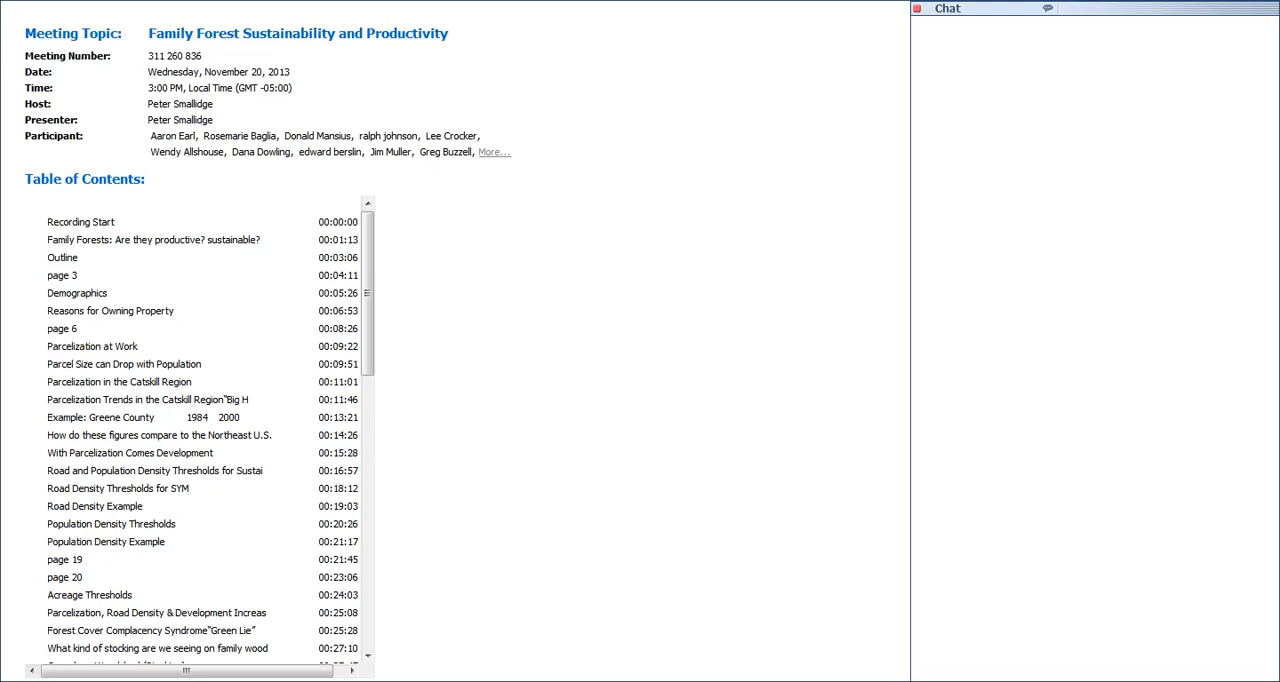 Chat
Meeting Topic: Family Forest Sustainability and Productivity
Meeting Number: 311 260 836
Date: Wednesday, November 20, 2013
Time: 3:00 PM, Local Time (GMT -05:00)
Host: Peter Smallidge
Presenter: Peter Smallidge
Participant: Aaron Earl, Rosemarie Baglia, Donald Mansius, ralph johnson, Lee Crocker,
Wendy Allshouse, Dana Dowling, edward berslin, Jim Muller, Greg Buzzell, More...
Table of Contents:
Recording Start 00:00:00
Family Forests: Are they productive? sustainable? 00:01:13
Outline 00:03:06
page 3 00:04:11
Demographics 00:05:26
Reasons for Owning Property 00:06:53
page 6 00:08:26
Parcelization at Work 00:09:22
Parcel Size can Drop with Population 00:09:51
Parcelization in the Catskill Region 00:11:01
Parcelization Trends in the Catskill Region"Big H 00:11:46
Example: Greene County 1984 2000 00:13:21
How do these figures compare to the Northeast U.S. 00:14:26
With Parcelization Comes Development 00:15:28
Road and Population Density Thresholds for Sustai 00:16:57
Road Density Thresholds for SYM 00:18:12
Road Density Example 00:19:03
Population Density Thresholds 00:20:26
Population Density Example 00:21:17
page 19 00:21:45
page 20 00:23:06
Acreage Thresholds 00:24:03
Parcelization, Road Density & Development Increas 00:25:08
Forest Cover Complacency Syndrome"Green Lie" 00:25:28
What kind of stocking are we seeing on family wood 00:27:10